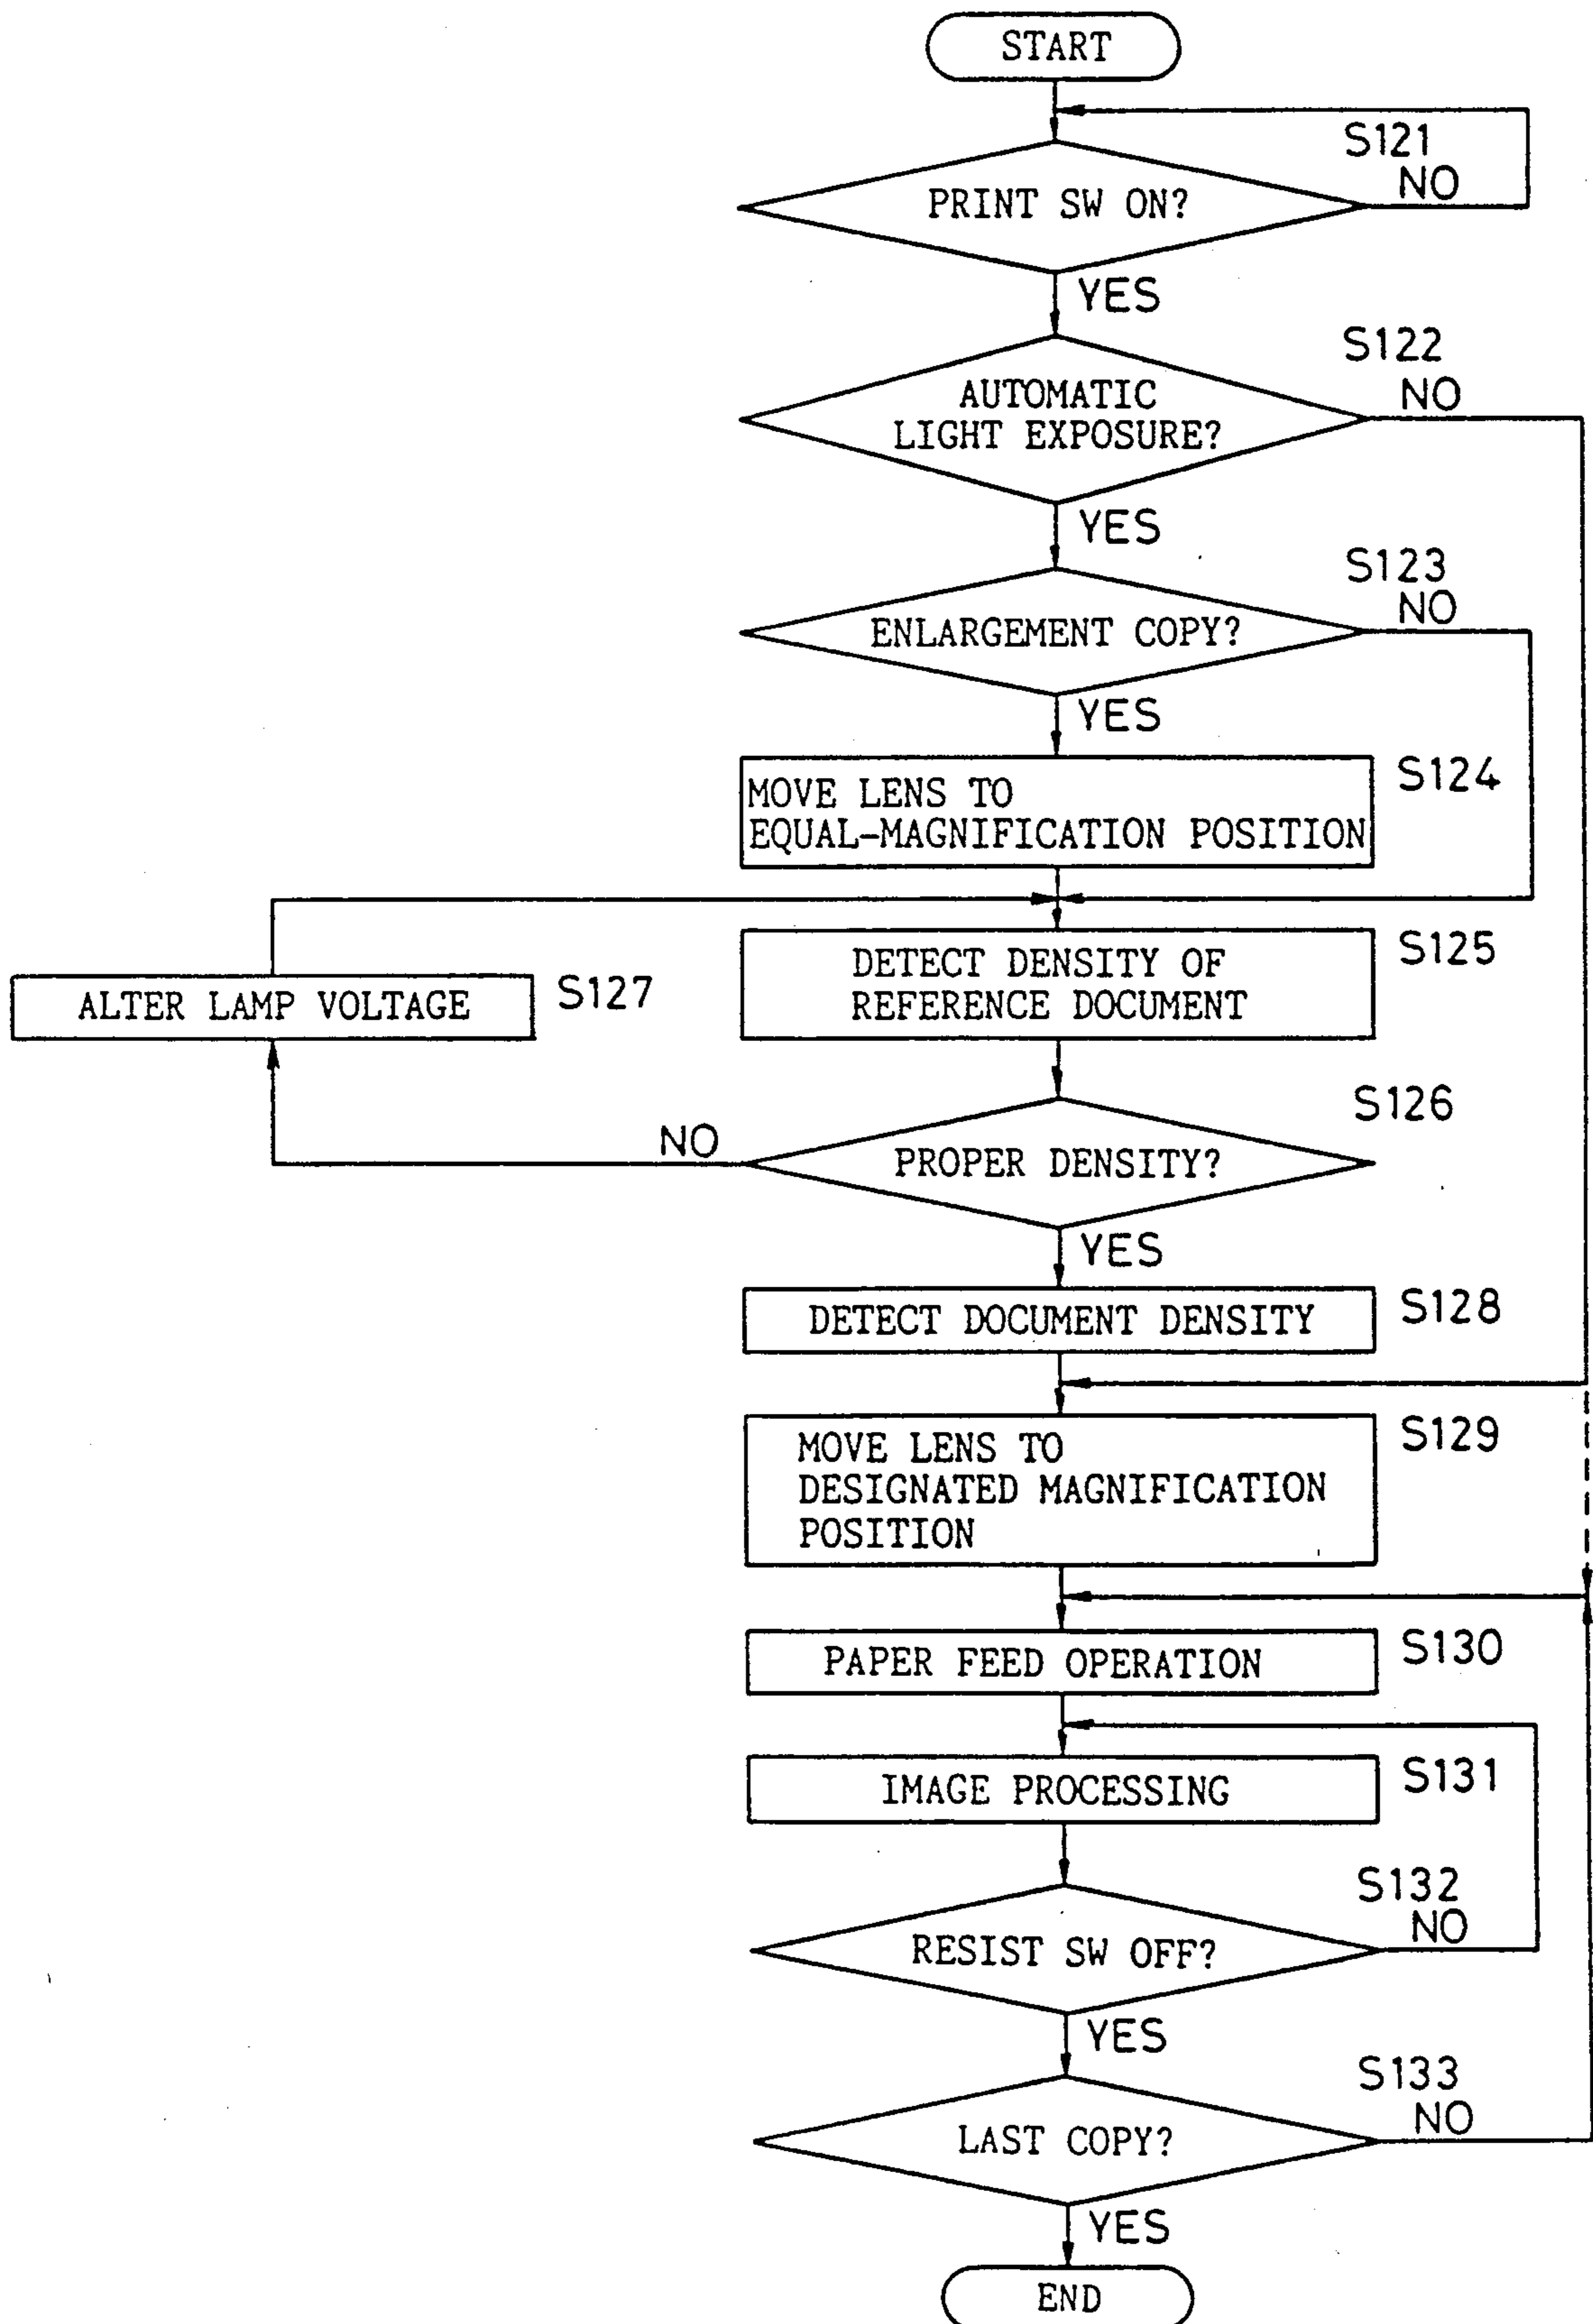 START
S121
NO
PRINT SW ON?
YES
S122
NO
AUTOMATIC
LIGHT EXPOSURE?
YES
S123
NO
ENLARGEMENT COPY?
YES
S124
MOVE LENS TO
EQUAL-MAGNIFICATION POSITION
S125
DETECT DENSITY OF
REFERENCE DOCUMENT
ALTER LAMP VOLTAGE
S127
S126
NO
PROPER DENSITY?
YES
DETECT DOCUMENT DENSITY
S128
S129
MOVE LENS TO
DESIGNATED MAGNIFICATION
POSITION
PAPER FEED OPERATION
S130
IMAGE PROCESSING
S131
S132
NO
RESIST SW OFF?
YES
S133
NO
LAST COPY?
YES
END